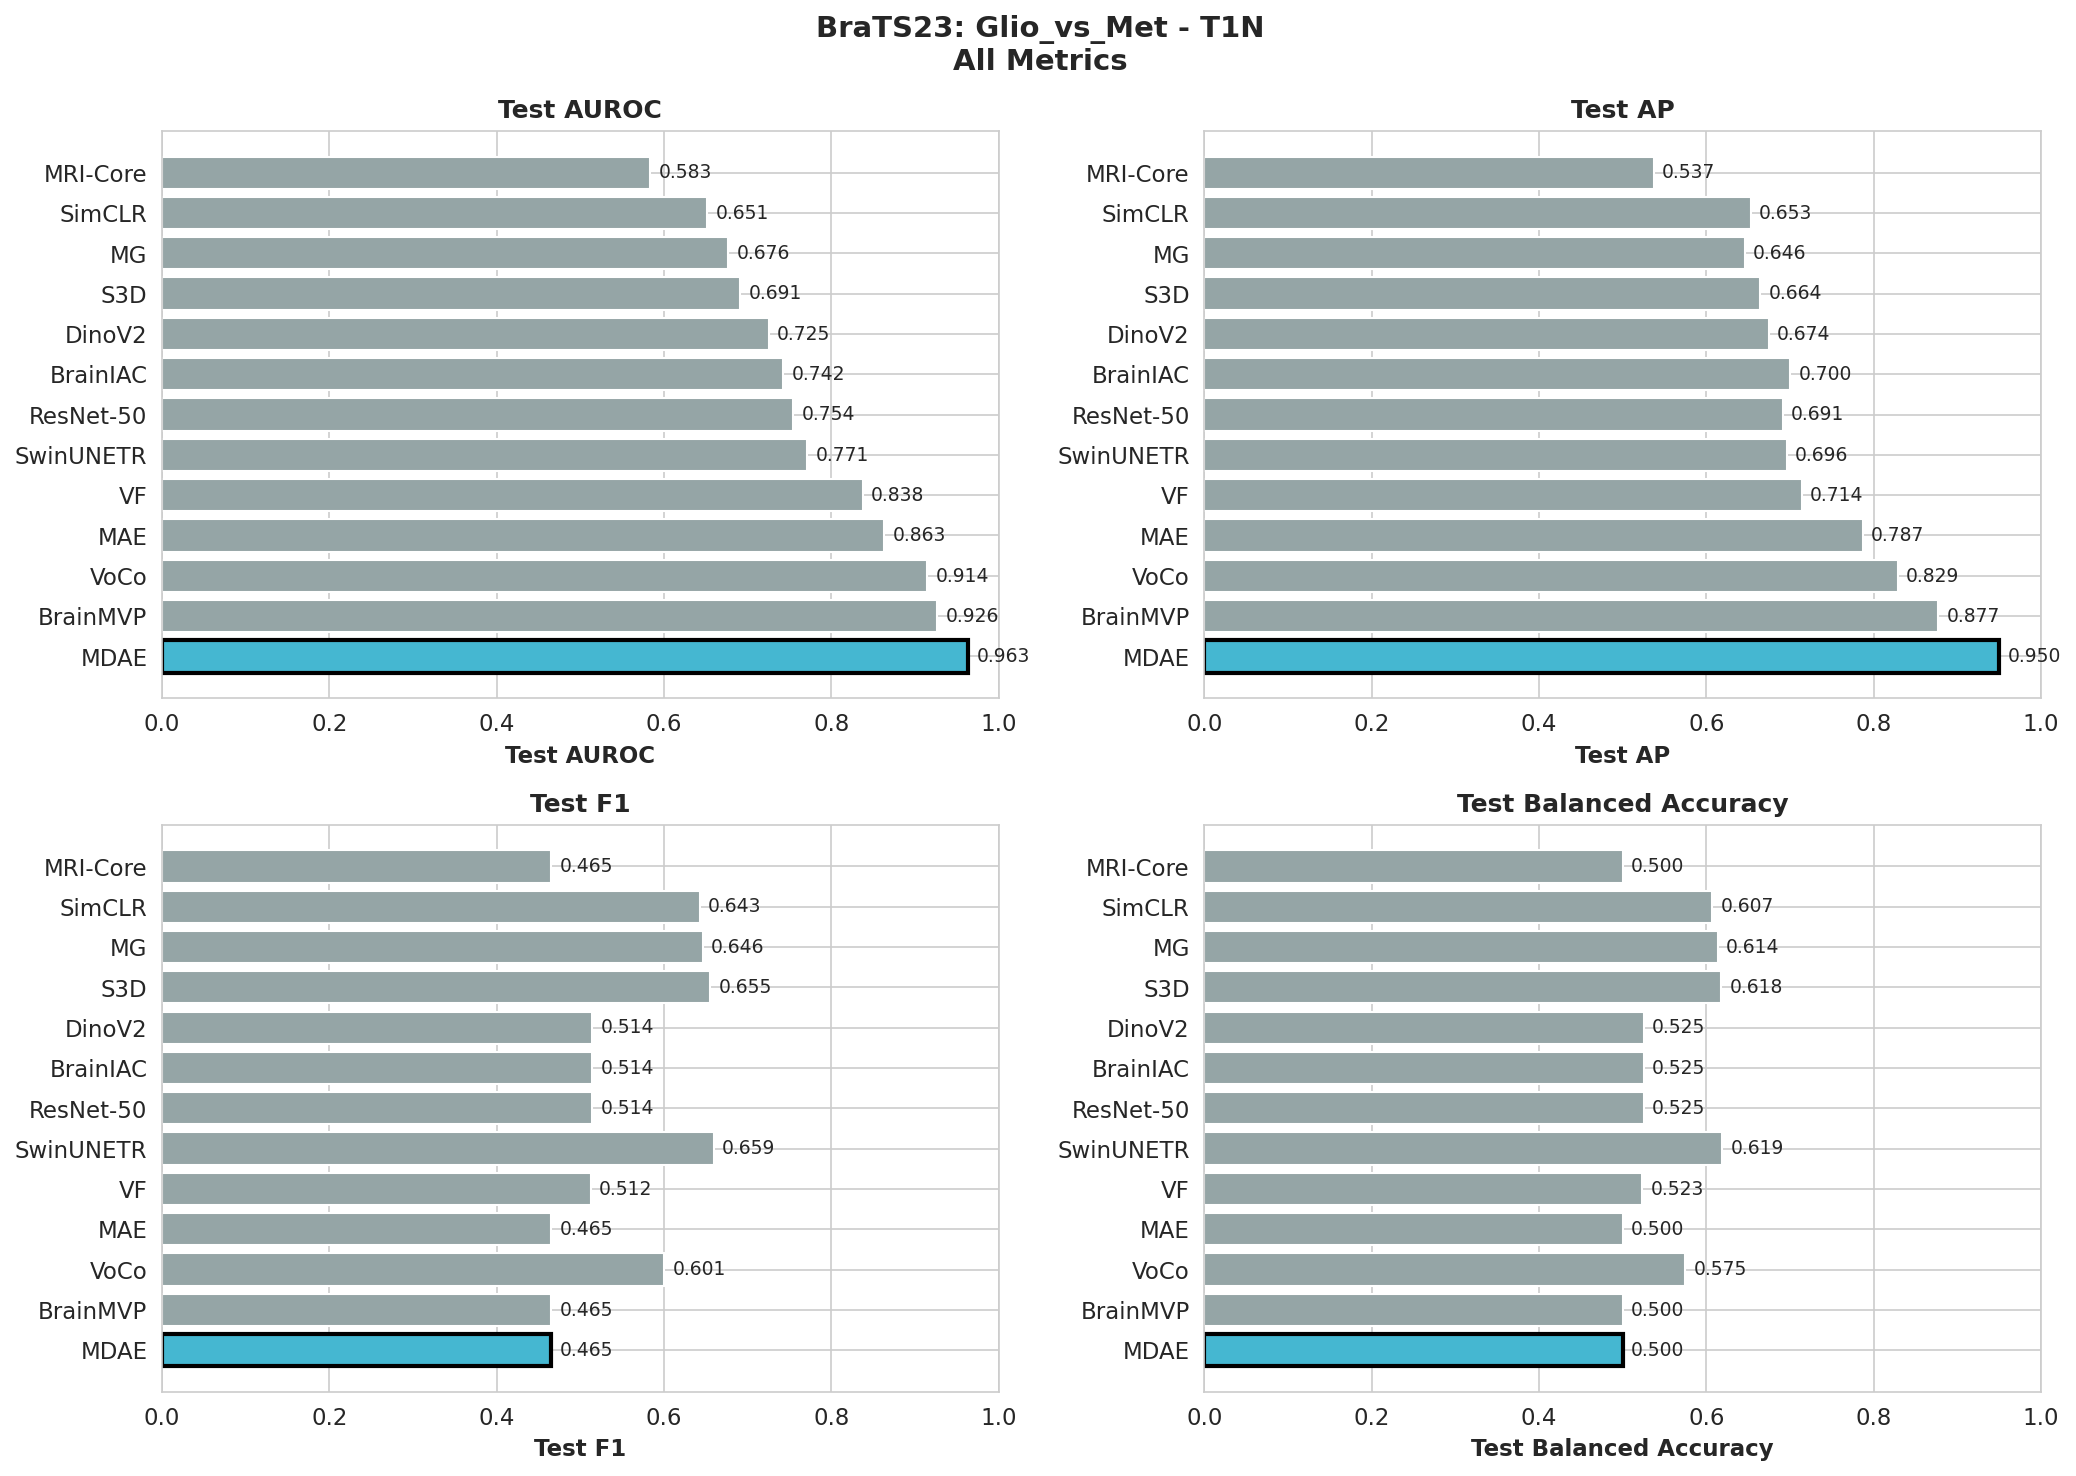 BraTS23: Glio_vs_Met - T1N
All Metrics
Test AUROC
MRI-Core 0.583
SimCLR 0.651
MG 0.676
S3D 0.691
DinoV2 0.725
BrainIAC 0.742
ResNet-50 0.754
SwinUNETR 0.771
VF 0.838
MAE 0.863
VoCo 0.914
BrainMVP 0.926
MDAE 0.963
0.0 0.2 0.4 0.6 0.8 1.0
Test AUROC
Test AP
MRI-Core 0.537
SimCLR 0.653
MG 0.646
S3D 0.664
DinoV2 0.674
BrainIAC 0.700
ResNet-50 0.691
SwinUNETR 0.696
VF 0.714
MAE 0.787
VoCo 0.829
BrainMVP 0.877
MDAE 0.950
0.0 0.2 0.4 0.6 0.8 1.0
Test AP
Test F1
MRI-Core 0.465
SimCLR 0.643
MG 0.646
S3D 0.655
DinoV2 0.514
BrainIAC 0.514
ResNet-50 0.514
SwinUNETR 0.659
VF 0.512
MAE 0.465
VoCo 0.601
BrainMVP 0.465
MDAE 0.465
0.0 0.2 0.4 0.6 0.8 1.0
Test F1
Test Balanced Accuracy
MRI-Core 0.500
SimCLR 0.607
MG 0.614
S3D 0.618
DinoV2 0.525
BrainIAC 0.525
ResNet-50 0.525
SwinUNETR 0.619
VF 0.523
MAE 0.500
VoCo 0.575
BrainMVP 0.500
MDAE 0.500
0.0 0.2 0.4 0.6 0.8 1.0
Test Balanced Accuracy